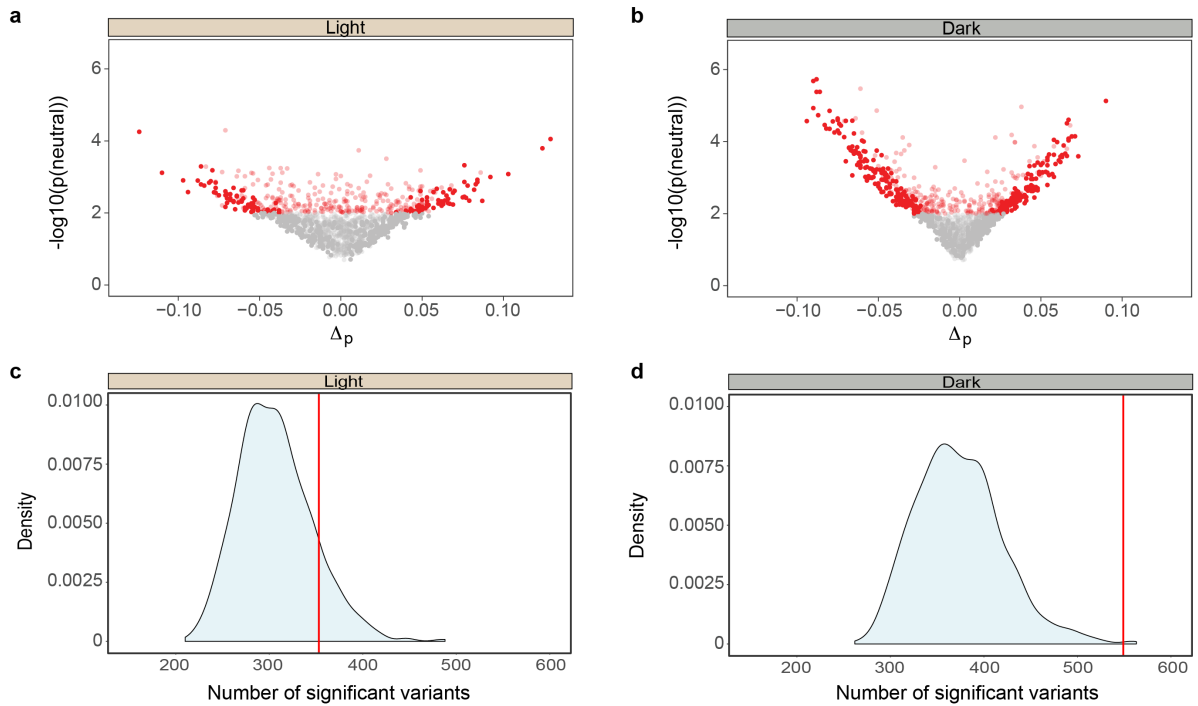 a
Light
6
4
2
0
-log10(p(neutral))
−0.10 −0.05 0.00 0.05 0.10
Δp
b
Dark
6
4
2
0
-log10(p(neutral))
−0.10 −0.05 0.00 0.05 0.10
Δp
c
Light
0.0100
0.0075
0.0050
0.0025
0
Density
200 300 400 500 600
Number of significant variants
d
Dark
0.0100
0.0075
0.0050
0.0025
0
Density
200 300 400 500 600
Number of significant variants